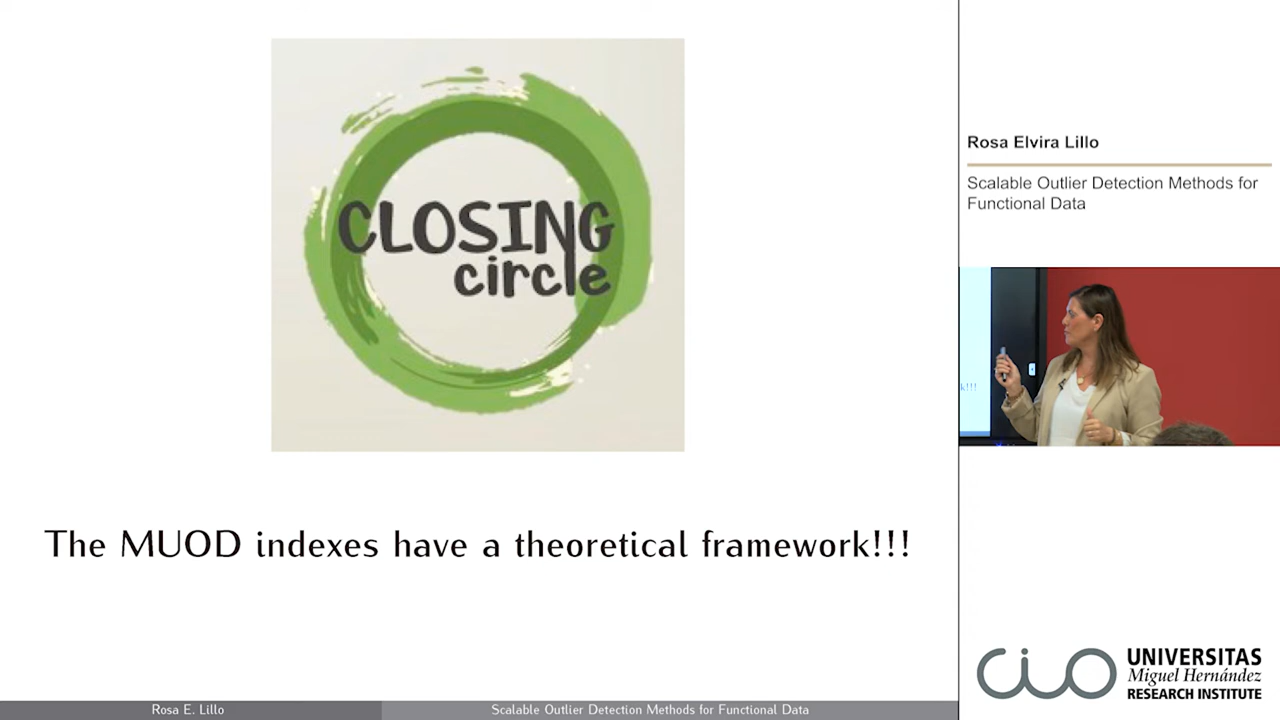 CLOSING
circle
The MUOD indexes have a theoretical framework!!!
Rosa E. Lillo
Scalable Outlier Detection Methods for Functional Data
Rosa Elvira Lillo
Scalable Outlier Detection Methods for
Functional Data
k!!!
cio
UNIVERSITAS
Miguel Hernández
RESEARCH INSTITUTE